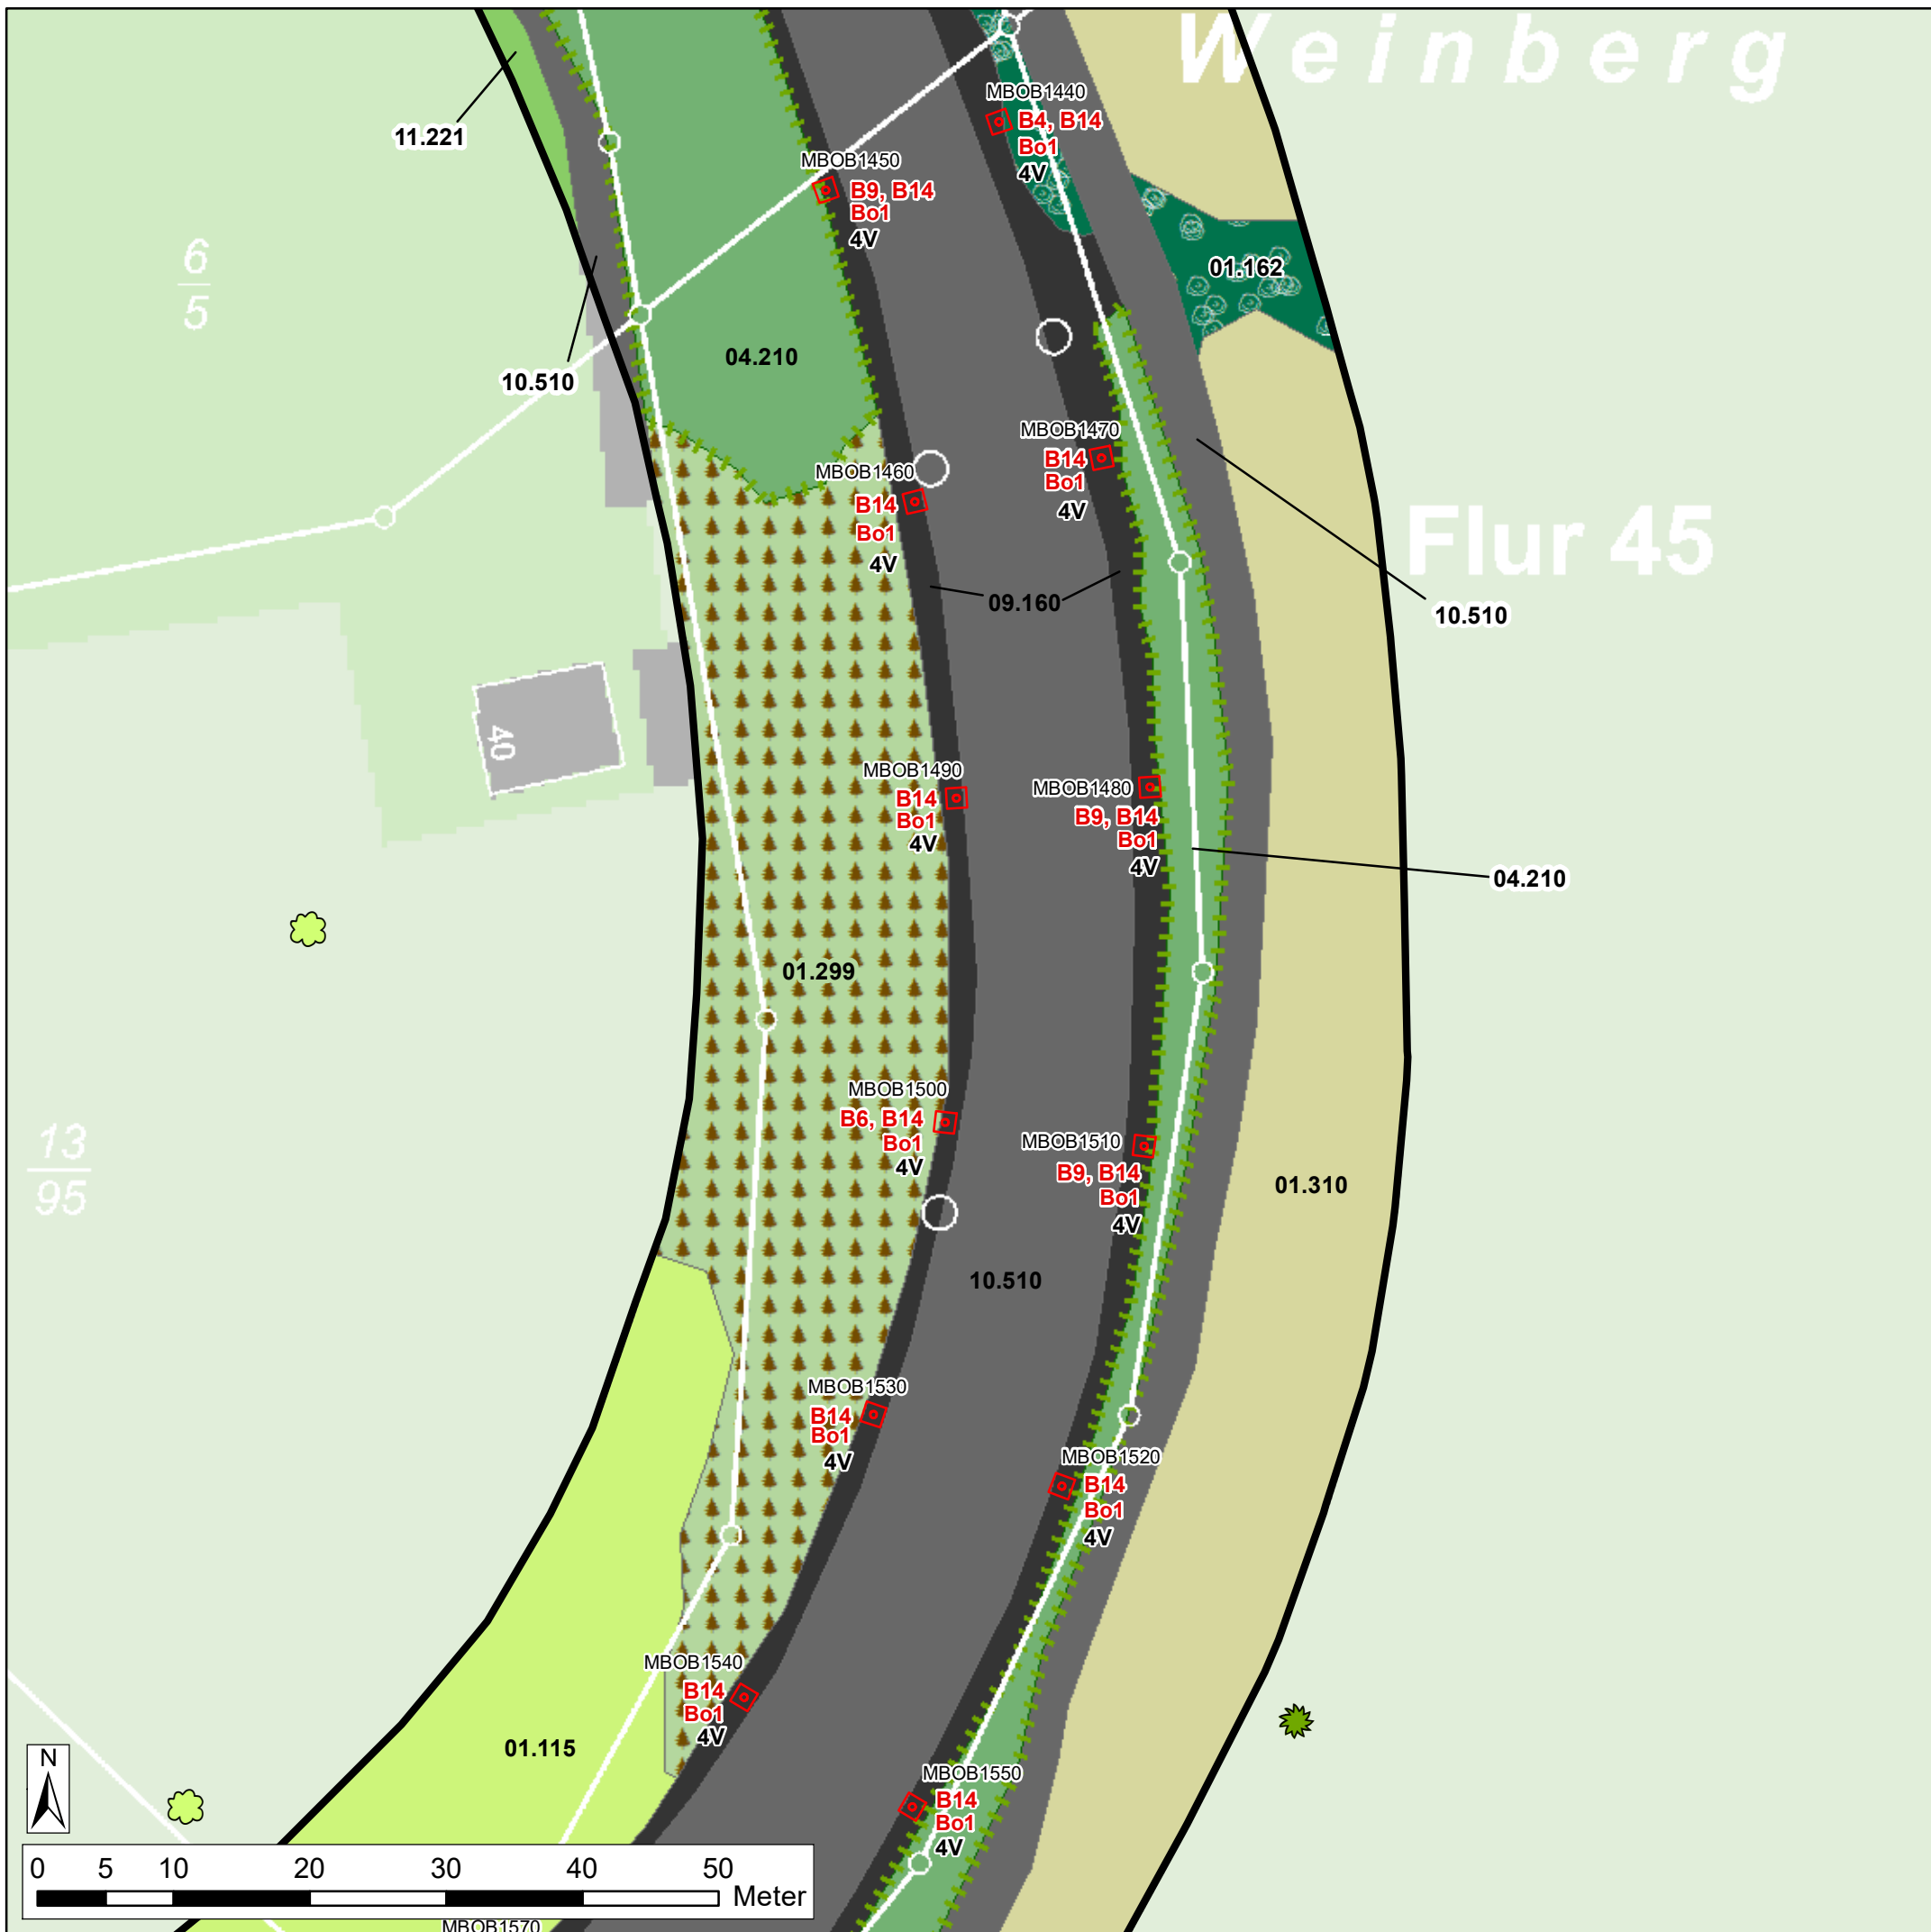 Weinberg
MBOB1440
B4, B14
Bo1
4V
11.221
MBOB1450
B9, B14
Bo1
4V
6
5
01.162
04.210
10.510
MBOB1470
B14
Bo1
4V
MBOB1460
B14
Bo1
4V
Flur 45
09.160
10.510
40
MBOB1490
B14
Bo1
4V
MBOB1480
B9, B14
Bo1
4V
04.210
01.299
MBOB1500
B6, B14
Bo1
4V
MBOB1510
B9, B14
Bo1
4V
13
95
01.310
10.510
MBOB1530
B14
Bo1
4V
MBOB1520
B14
Bo1
4V
MBOB1540
B14
Bo1
4V
01.115
MBOB1550
B14
Bo1
4V
N
0 5 10 20 30 40 50
Meter
MBOB1570